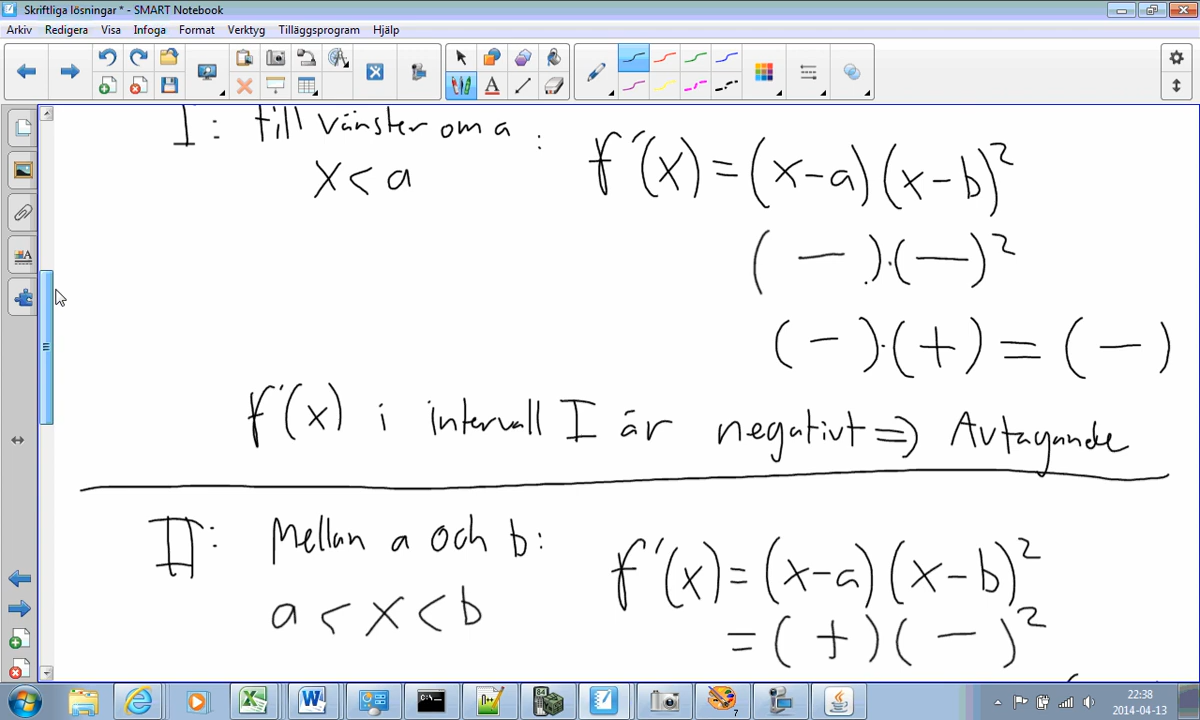 Skriftliga lösningar * - SMART Notebook
Arkiv Redigera Visa Infoga Format Verktyg Tilläggsprogram Hjälp
I: till vänster om a:
x < a
f'(x) = (x-a)(x-b)²
(-)·(-)²
(-)·(+) = (-)
f'(x) i intervall I är negativt => Avtagande
II: Mellan a och b:
a < x < b
f'(x) = (x-a)(x-b)²
= (+)(-)²
22:38
2014-04-13